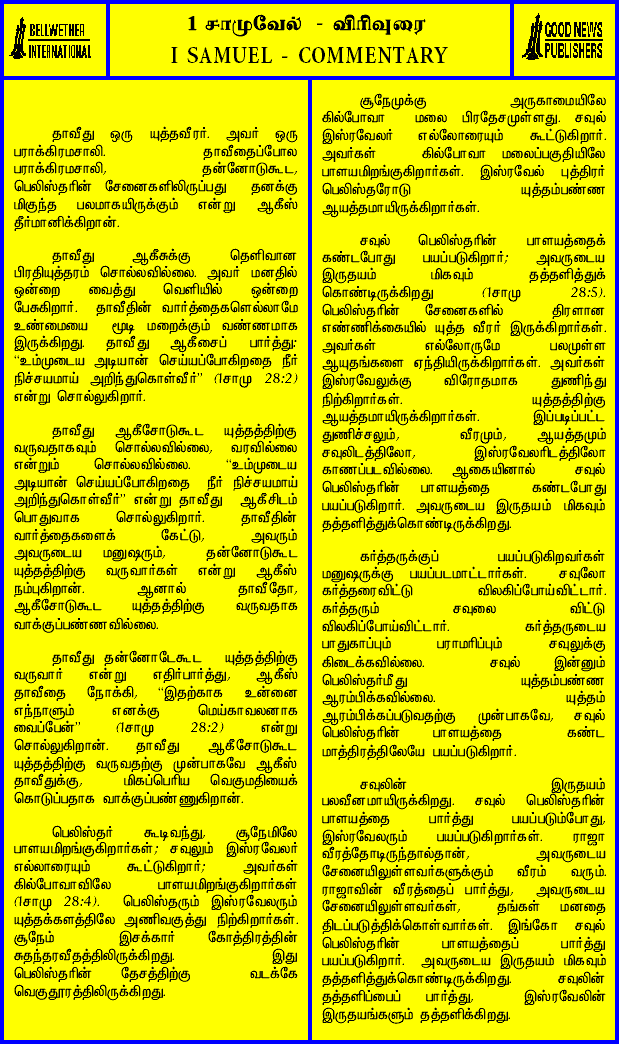 BELLWETHER
INTERNATIONAL
1 சாமுவேல் - விரிவுரை
I SAMUEL - COMMENTARY
GOOD NEWS
PUBLISHERS
தாவீது ஒரு யுத்தவீரர். அவர் ஒரு
பராக்கிரமசாலி. தாவீதைப்போல
பராக்கிரமசாலி, தன்னோடுகூட,
பெலிஸ்தரின் சேனைகளிலிருப்பது தனக்கு
மிகுந்த பலமாகயிருக்கும் என்று ஆகீஸ்
தீர்மானிக்கிறான்.
தாவீது ஆகீசுக்கு தெளிவான
பிரதியுத்தரம் சொல்லவில்லை. அவர் மனதில்
ஒன்றை வைத்து வெளியில் ஒன்றை
பேசுகிறார். தாவீதின் வார்த்தைகளெல்லாமே
உண்மையை மூடி மறைக்கும் வண்ணமாக
இருக்கிறது. தாவீது ஆகீசைப் பார்த்து:
“உம்முடைய அடியான் செய்யப்போகிறதை நீர்
நிச்சயமாய் அறிந்துகொள்வீர்” (1சாமு 28:2)
என்று சொல்லுகிறார்.
தாவீது ஆகீசோடுகூட யுத்தத்திற்கு
வருவதாகவும் சொல்லவில்லை, வரவில்லை
என்றும் சொல்லவில்லை. “உம்முடைய
அடியான் செய்யப்போகிறதை நீர் நிச்சயமாய்
அறிந்துகொள்வீர்” என்று தாவீது ஆகீசிடம்
பொதுவாக சொல்லுகிறார். தாவீதின்
வார்த்தைகளைக் கேட்டு, அவரும்
அவருடைய மனுஷரும், தன்னோடுகூட
யுத்தத்திற்கு வருவார்கள் என்று ஆகீஸ்
நம்புகிறான். ஆனால் தாவீதோ,
ஆகீசோடுகூட யுத்தத்திற்கு வருவதாக
வாக்குப்பண்ணவில்லை.
தாவீது தன்னோடேகூட யுத்தத்திற்கு
வருவார் என்று எதிர்பார்த்து, ஆகீஸ்
தாவீதை நோக்கி, “இதற்காக உன்னை
எந்நாளும் எனக்கு மெய்காவலனாக
வைப்பேன்” (1சாமு 28:2) என்று
சொல்லுகிறான். தாவீது ஆகீசோடுகூட
யுத்தத்திற்கு வருவதற்கு முன்பாகவே ஆகீஸ்
தாவீதுக்கு, மிகப்பெரிய வெகுமதியைக்
கொடுப்பதாக வாக்குப்பண்ணுகிறான்.
பெலிஸ்தர் கூடிவந்து, சூநேமிலே
பாளயமிறங்குகிறார்கள்; சவுலும் இஸ்ரவேலர்
எல்லாரையும் கூட்டுகிறார்; அவர்கள்
கில்போவாவிலே பாளயமிறங்குகிறார்கள்
(1சாமு 28:4). பெலிஸ்தரும் இஸ்ரவேலரும்
யுத்தக்களத்திலே அணிவகுத்து நிற்கிறார்கள்.
சூநேம் இசக்கார் கோத்திரத்தின்
சுதந்தரவீதத்திலிருக்கிறது. இது
பெலிஸ்தரின் தேசத்திற்கு வடக்கே
வெகுதூரத்திலிருக்கிறது.
சூநேமுக்கு அருகாமையிலே
கில்போவா மலை பிரதேசமுள்ளது. சவுல்
இஸ்ரவேலர் எல்லோரையும் கூட்டுகிறார்.
அவர்கள் கில்போவா மலைப்பகுதியிலே
பாளயமிறங்குகிறார்கள். இஸ்ரவேல் புத்திரர்
பெலிஸ்தரோடு யுத்தம்பண்ண
ஆயத்தமாயிருக்கிறார்கள்.
சவுல் பெலிஸ்தரின் பாளயத்தைக்
கண்டபோது பயப்படுகிறார்; அவருடைய
இருதயம் மிகவும் தத்தளித்துக்
கொண்டிருக்கிறது (1சாமு 28:5).
பெலிஸ்தரின் சேனைகளில் திரளான
எண்ணிக்கையில் யுத்த வீரர் இருக்கிறார்கள்.
அவர்கள் எல்லோருமே பலமுள்ள
ஆயுதங்களை ஏந்தியிருக்கிறார்கள். அவர்கள்
இஸ்ரவேலுக்கு விரோதமாக துணிந்து
நிற்கிறார்கள். யுத்தத்திற்கு
ஆயத்தமாயிருக்கிறார்கள். இப்படிப்பட்ட
துணிச்சலும், வீரமும், ஆயத்தமும்
சவுலிடத்திலோ, இஸ்ரவேலரிடத்திலோ
காணப்படவில்லை. ஆகையினால் சவுல்
பெலிஸ்தரின் பாளயத்தை கண்டபோது
பயப்படுகிறார். அவருடைய இருதயம் மிகவும்
தத்தளித்துக்கொண்டிருக்கிறது.
கர்த்தருக்குப் பயப்படுகிறவர்கள்
மனுஷருக்கு பயப்படமாட்டார்கள். சவுலோ
கர்த்தரைவிட்டு விலகிப்போய்விட்டார்.
கர்த்தரும் சவுலை விட்டு
விலகிப்போய்விட்டார். கர்த்தருடைய
பாதுகாப்பும் பராமரிப்பும் சவுலுக்கு
கிடைக்கவில்லை. சவுல் இன்னும்
பெலிஸ்தர்மீது யுத்தம்பண்ண
ஆரம்பிக்கவில்லை. யுத்தம்
ஆரம்பிக்கப்படுவதற்கு முன்பாகவே, சவுல்
பெலிஸ்தரின் பாளயத்தை கண்ட
மாத்திரத்திலேயே பயப்படுகிறார்.
சவுலின் இருதயம்
பலவீனமாயிருக்கிறது. சவுல் பெலிஸ்தரின்
பாளயத்தை பார்த்து பயப்படும்போது,
இஸ்ரவேலரும் பயப்படுகிறார்கள். ராஜா
வீரத்தோடிருந்தால்தான், அவருடைய
சேனையிலுள்ளவர்களுக்கும் வீரம் வரும்.
ராஜாவின் வீரத்தைப் பார்த்து, அவருடைய
சேனையிலுள்ளவர்கள், தங்கள் மனதை
திடப்படுத்திக்கொள்வார்கள். இங்கோ சவுல்
பெலிஸ்தரின் பாளயத்தைப் பார்த்து
பயப்படுகிறார். அவருடைய இருதயம் மிகவும்
தத்தளித்துக்கொண்டிருக்கிறது. சவுலின்
தத்தளிப்பைப் பார்த்து, இஸ்ரவேலின்
இருதயங்களும் தத்தளிக்கிறது.